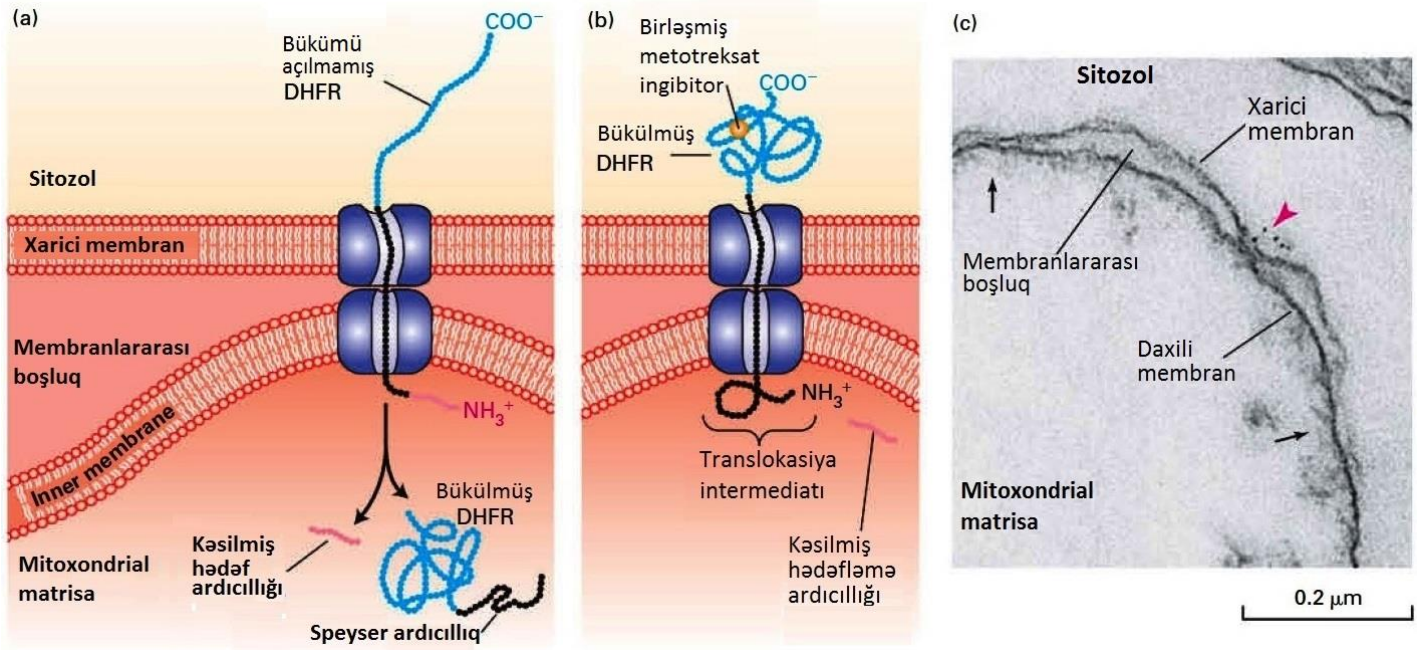 (a)
COO⁻
Bükümü
açılmamış
DHFR
Sitozol
Xarici membran
Membranlararası
boşluq
Inner membrane
NH₃⁺
Bükülmüş
DHFR
Kəsilmiş
hədəf
ardıcıllığı
Mitoxondrial
matrisa
Speyser ardıcıllıq
(b)
Birləşmiş
metotreksat
ingibitor
COO⁻
Bükülmüş
DHFR
NH₃⁺
Translokasiya
intermediatı
Kəsilmiş
hədəfləmə
ardıcıllığı
(c)
Sitozol
Xarici
membran
Membranlararası
boşluq
Daxili
membran
Mitoxondrial
matrisa
0.2 µm